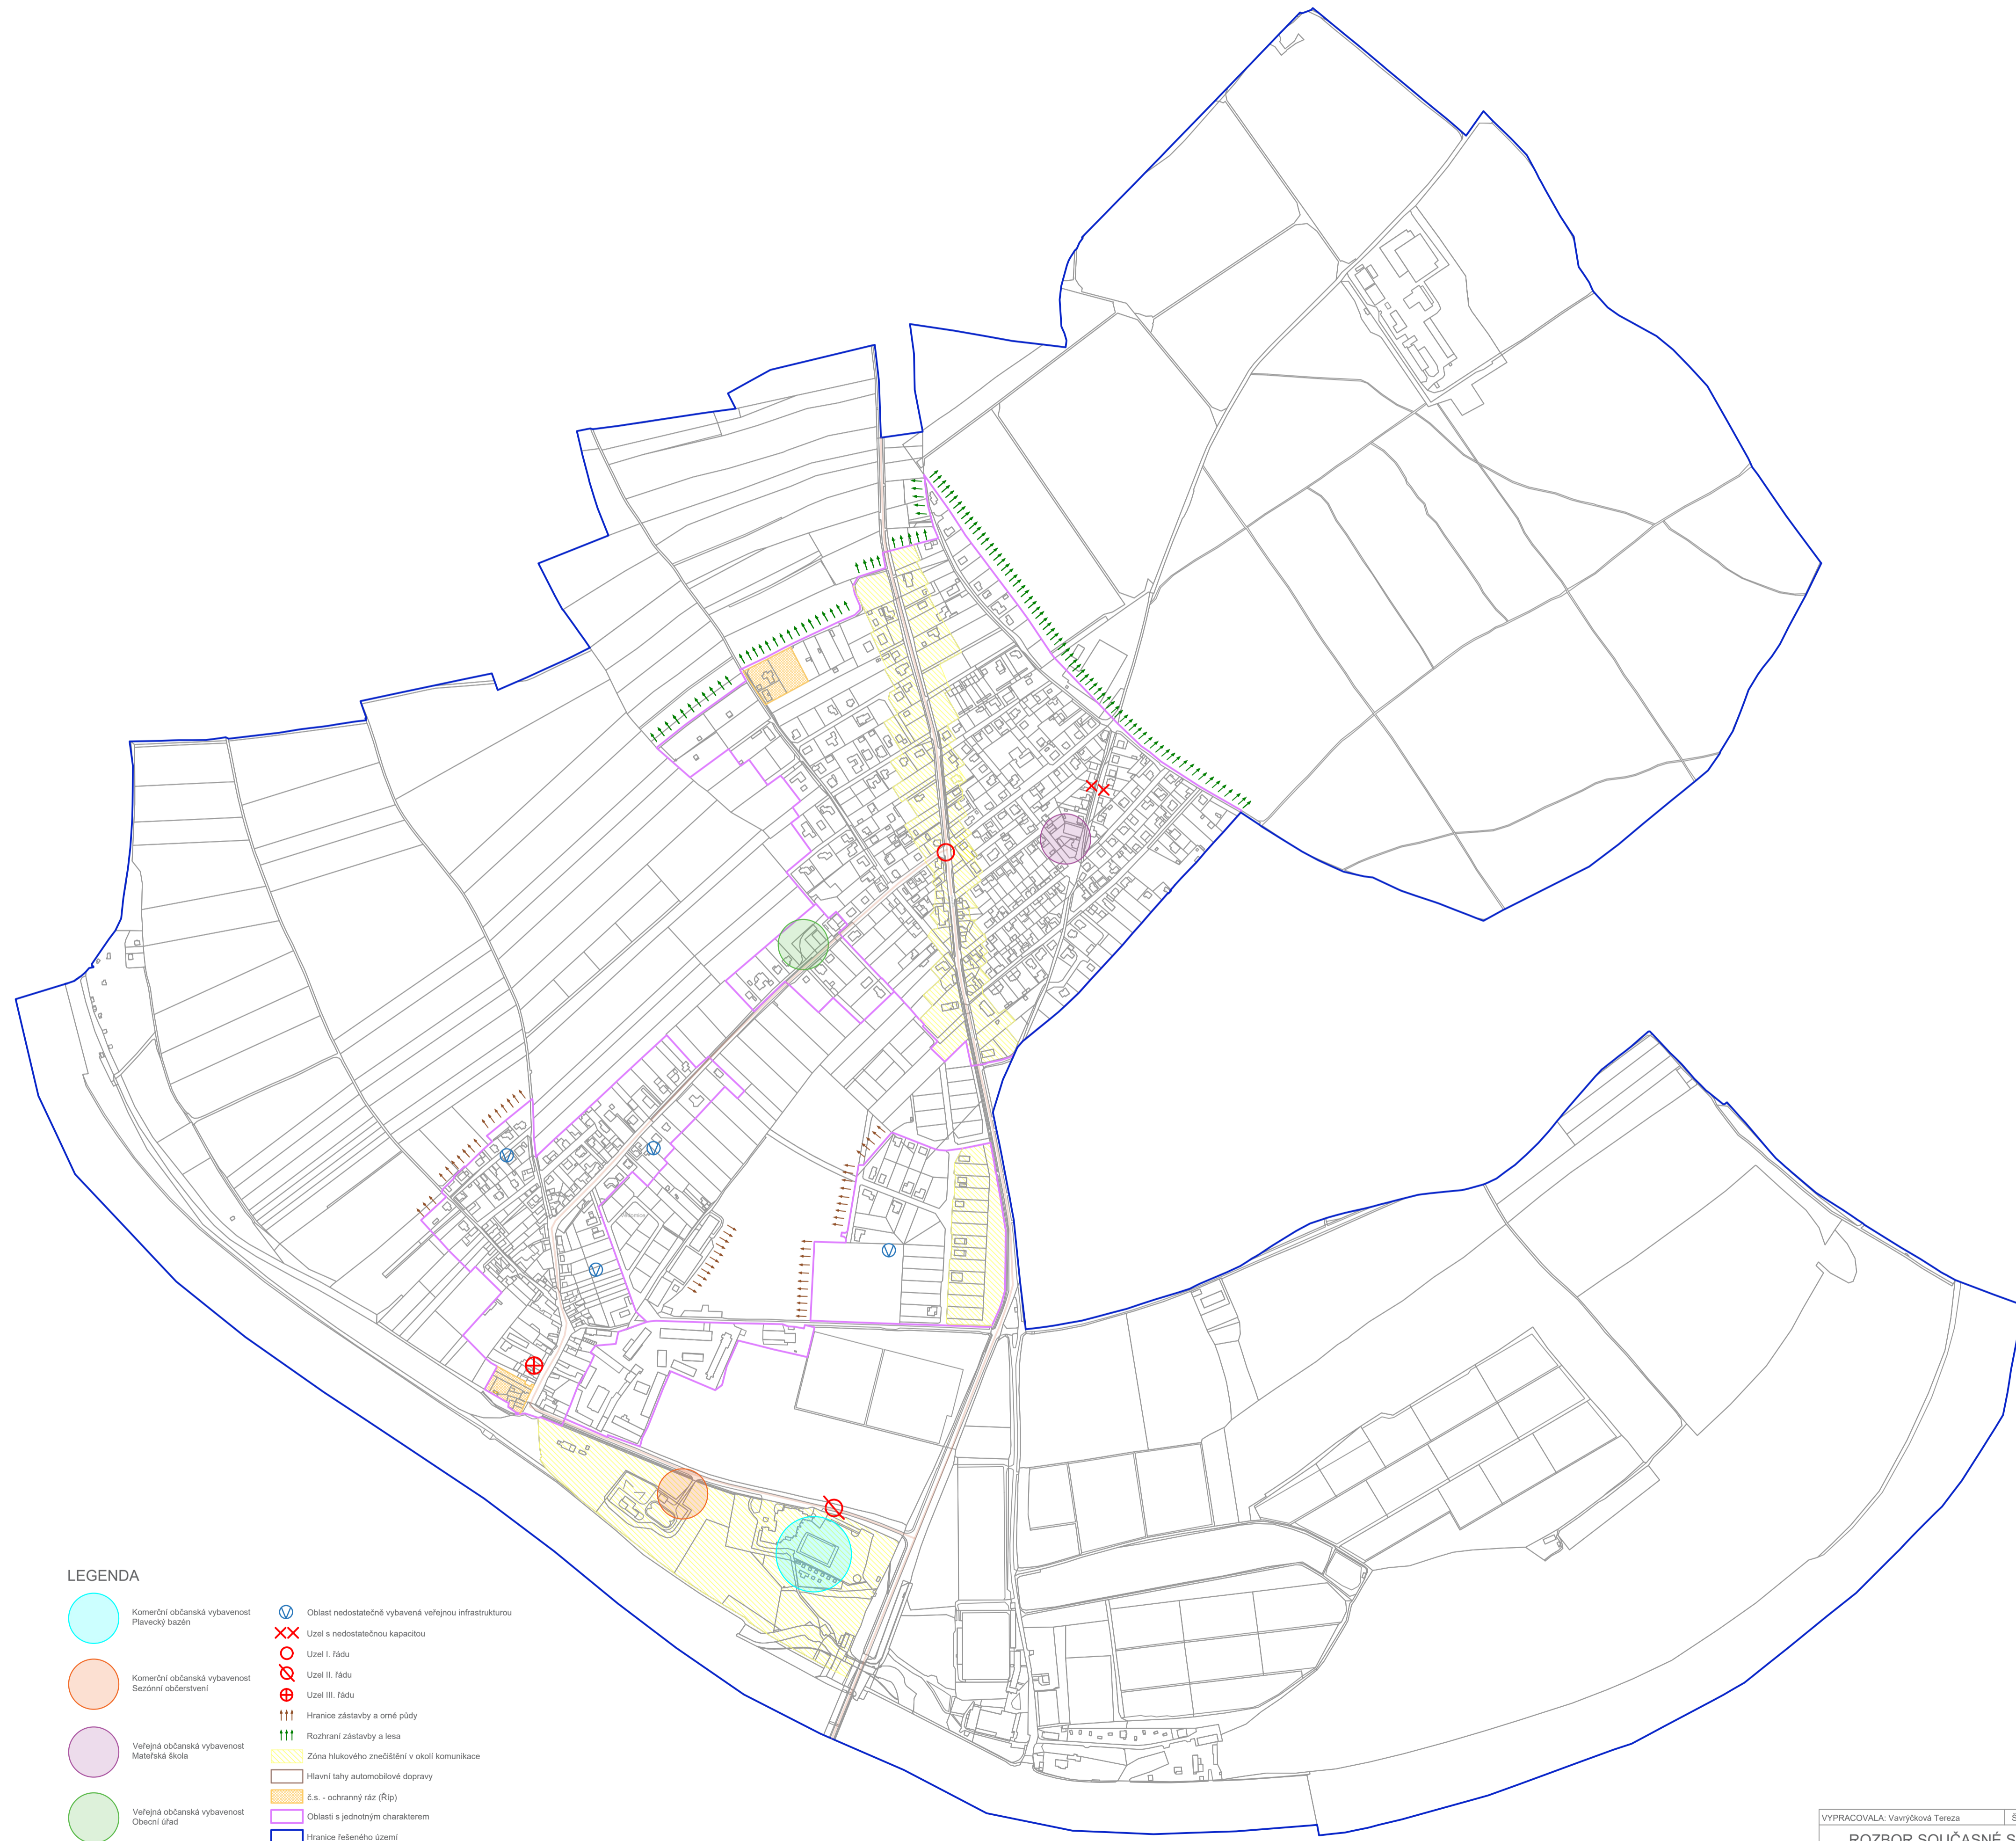 LEGENDA
Komerční občanská vybavenost
Plavecký bazén
Komerční občanská vybavenost
Sezónní občerstvení
Veřejná občanská vybavenost
Mateřská škola
Veřejná občanská vybavenost
Obecní úřad
Oblast nedostatečně vybavená veřejnou infrastrukturou
Uzel s nedostatečnou kapacitou
Uzel I. řádu
Uzel II. řádu
Uzel III. řádu
Hranice zástavby a orné půdy
Rozhraní zástavby a lesa
Zóna hlukového znečištění v okolí komunikace
Hlavní tahy automobilové dopravy
č.s. - ochranný ráz (Říp)
Oblasti s jednotným charakterem
Hranice řešeného území
VYPRACOVALA: Vavrýčková Tereza
ROZBOR SOUČASNÉ S